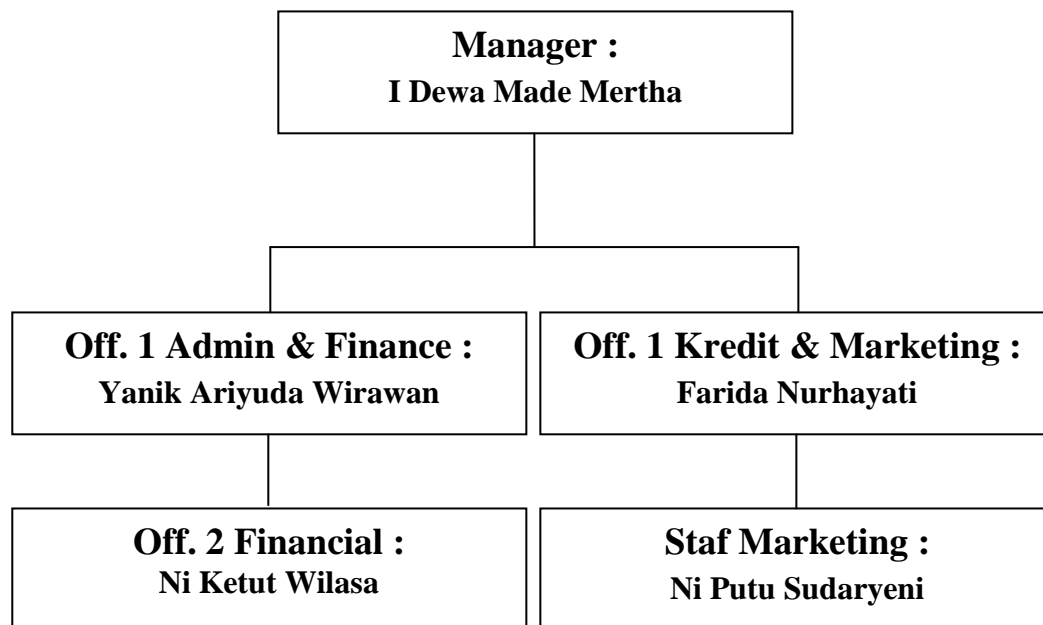 Manager :
I Dewa Made Mertha
Off. 1 Admin & Finance :
Yanik Ariyuda Wirawan
Off. 1 Kredit & Marketing :
Farida Nurhayati
Off. 2 Financial :
Ni Ketut Wilasa
Staf Marketing :
Ni Putu Sudaryeni